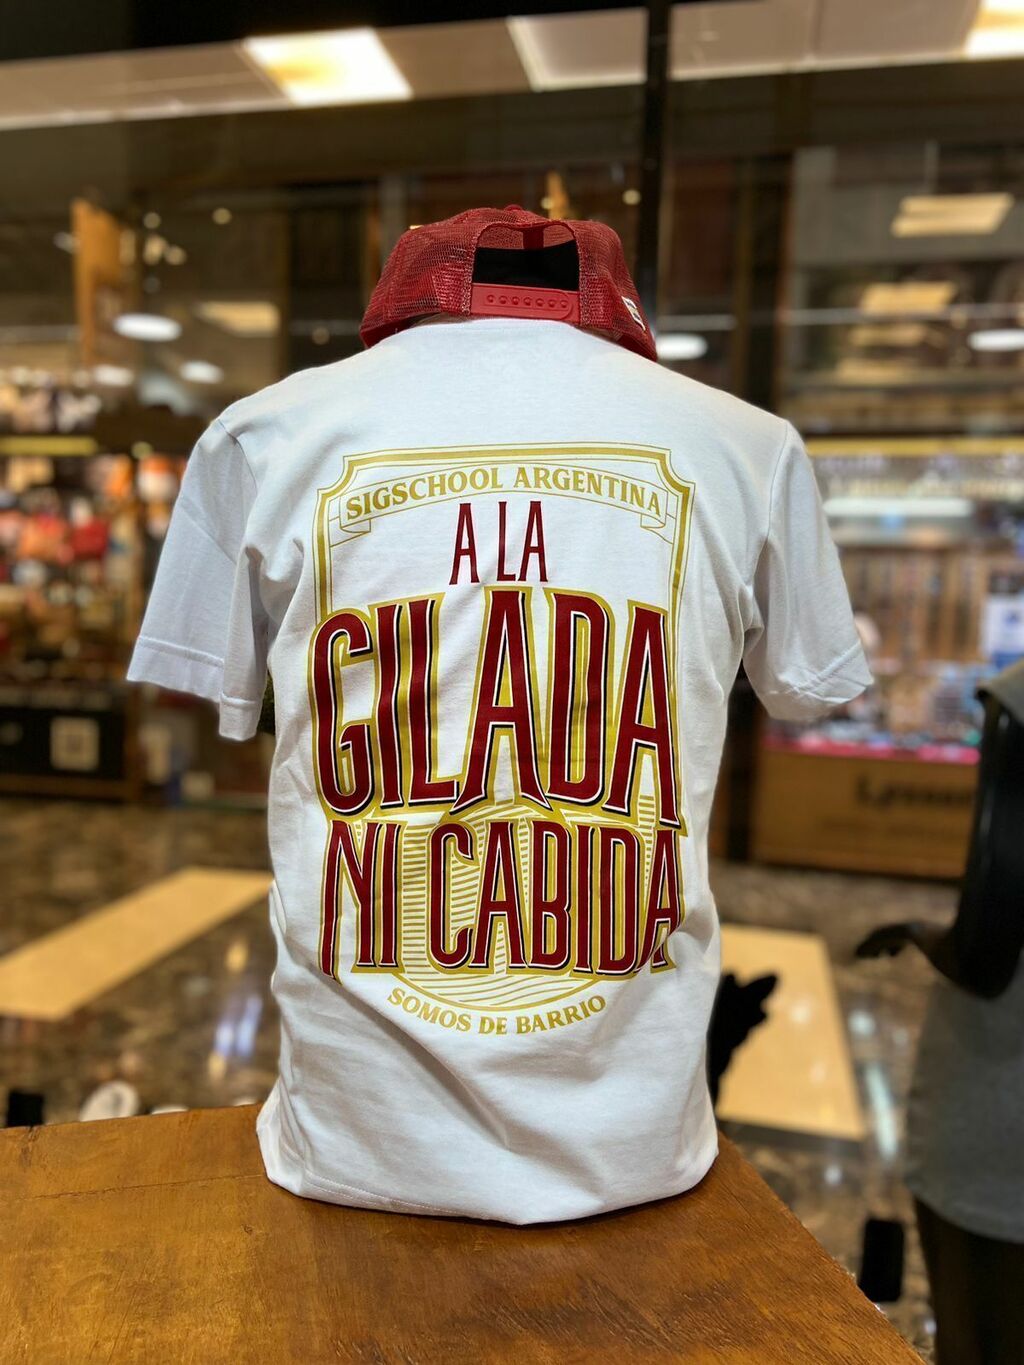 SIGSCHOOL ARGENTINA
A LA
GILADA
NI CABIDA
SOMOS DE BARRIO